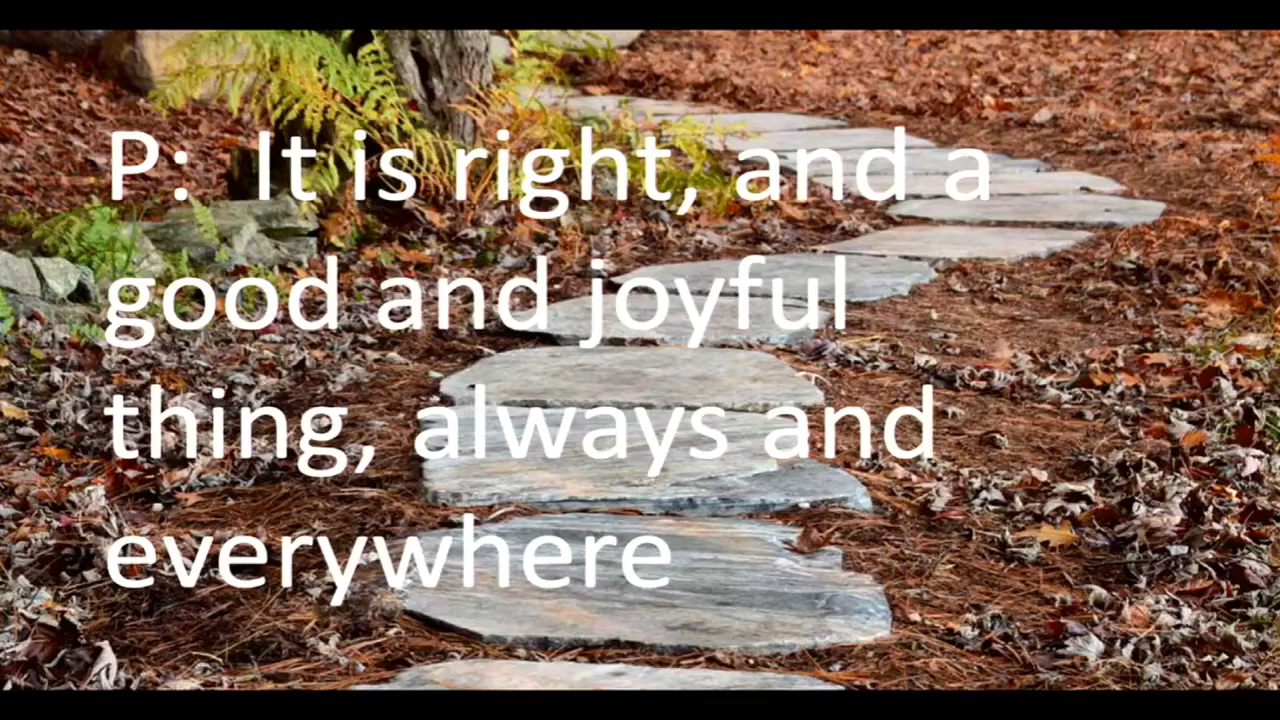 P:  It is right, and a
good and joyful
thing, always and
everywhere